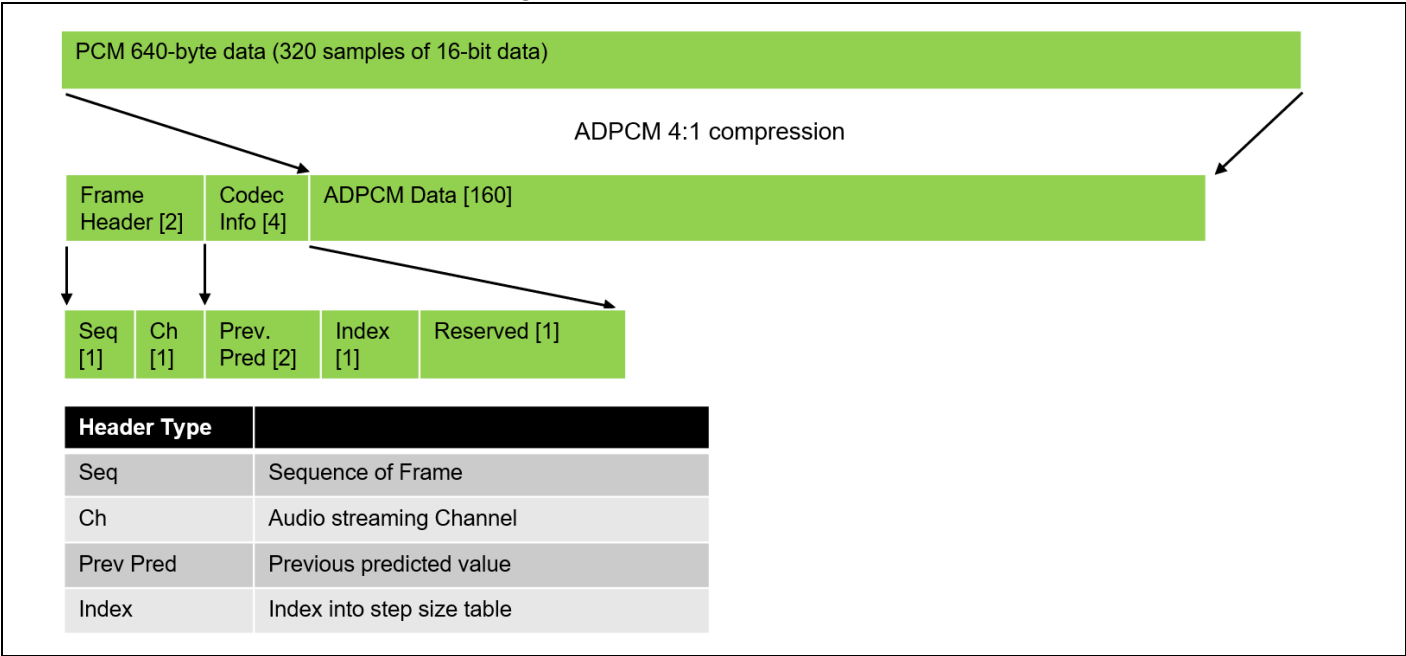 PCM 640-byte data (320 samples of 16-bit data)
ADPCM 4:1 compression
Frame
Header [2]
Codec
Info [4]
ADPCM Data [160]
Seq
[1]
Ch
[1]
Prev.
Pred [2]
Index
[1]
Reserved [1]
Header Type
Seq Sequence of Frame
Ch Audio streaming Channel
Prev Pred Previous predicted value
Index Index into step size table